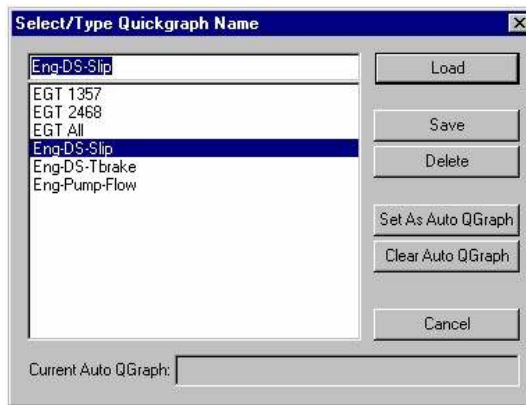 Select/Type Quickgraph Name
Eng-DS-Slip
Load
EGT 1357
EGT 2468
EGT All
Eng-DS-Slip
Eng-DS-Tbrake
Eng-Pump-Flow
Save
Delete
Set As Auto QGraph
Clear Auto QGraph
Cancel
Current Auto QGraph: